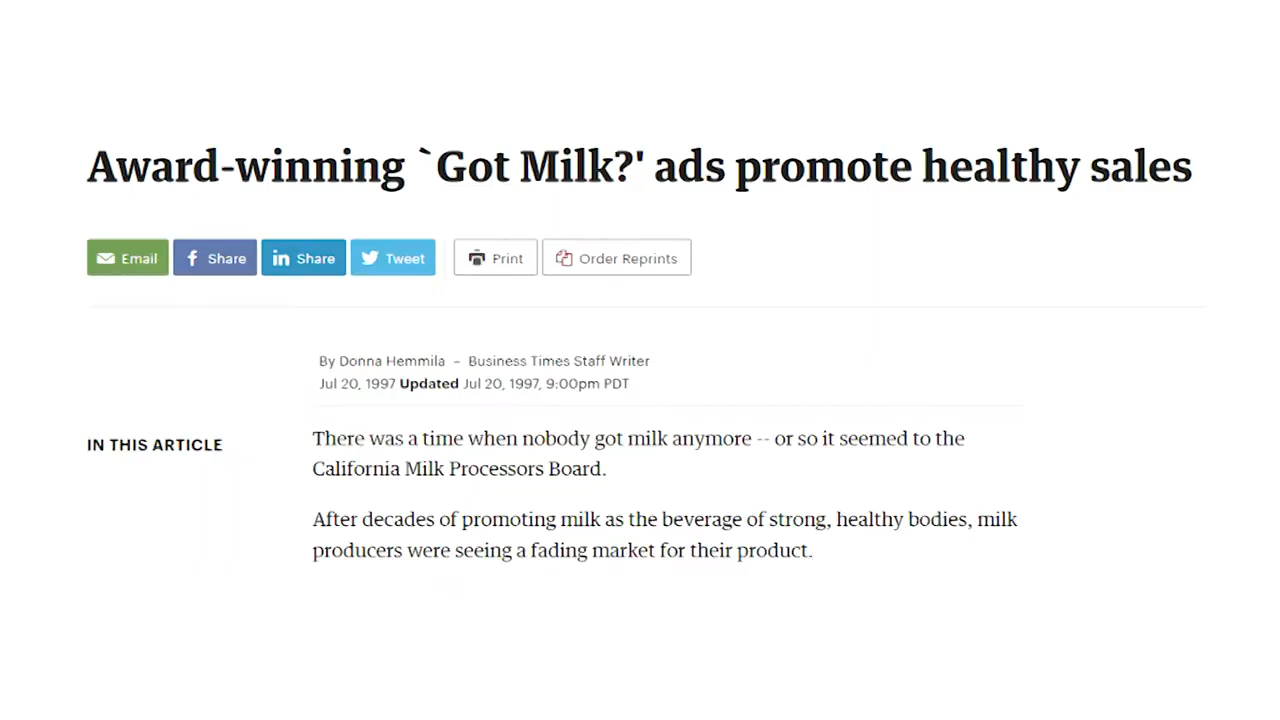 Award-winning `Got Milk?' ads promote healthy sales
Email Share Share Tweet Print Order Reprints
By Donna Hemmila – Business Times Staff Writer
Jul 20, 1997 Updated Jul 20, 1997, 9:00pm PDT
IN THIS ARTICLE
There was a time when nobody got milk anymore -- or so it seemed to the
California Milk Processors Board.
After decades of promoting milk as the beverage of strong, healthy bodies, milk
producers were seeing a fading market for their product.